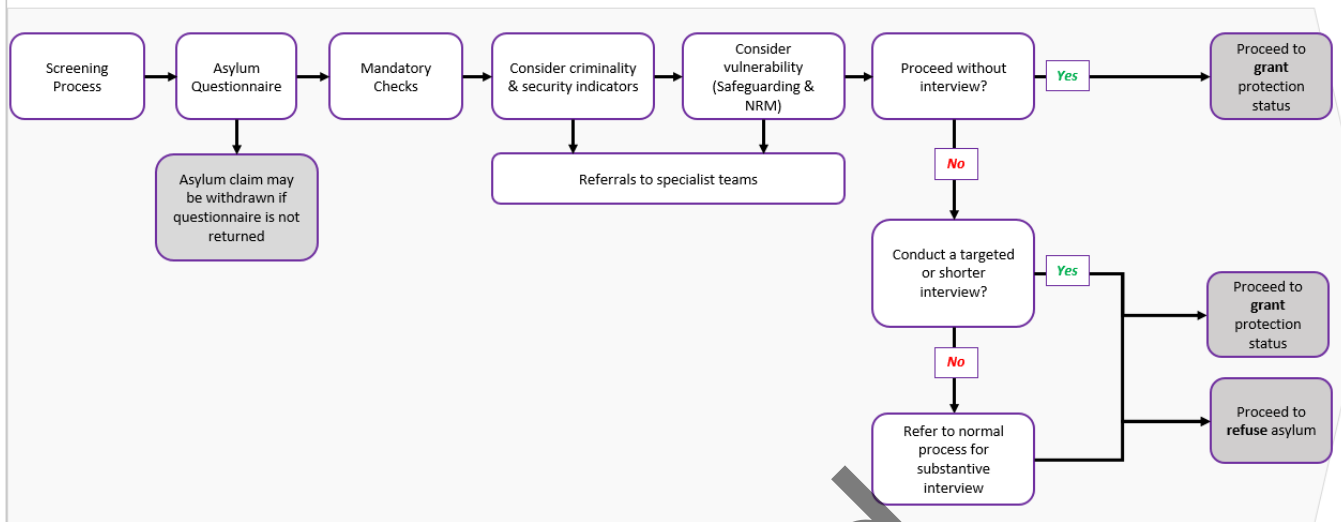 Screening
Process
Asylum
Questionnaire
Mandatory
Checks
Consider criminality
& security indicators
Consider
vulnerability
(Safeguarding &
NRM)
Proceed without
interview?
Yes
Proceed to
grant
protection
status
Asylum claim may
be withdrawn if
questionnaire is not
returned
Referrals to specialist teams
No
Conduct a targeted
or shorter
interview?
Yes
Proceed to
grant
protection
status
No
Refer to normal
process for
substantive
interview
Proceed to
refuse asylum